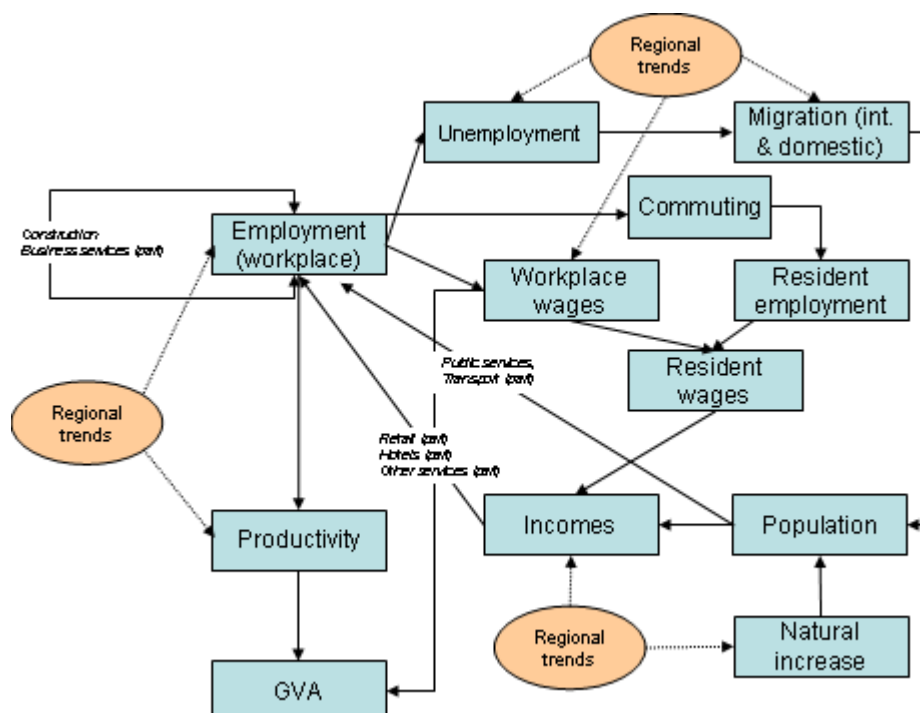 Regional
trends
Unemployment
Migration (int.
& domestic)
Commuting
Construction
Business services (part)
Employment
(workplace)
Workplace
wages
Resident
employment
Public services,
Transport (part)
Resident
wages
Regional
trends
Retail (part)
Hotels (part)
Other services (part)
Productivity
Incomes
Population
Regional
trends
Natural
increase
GVA